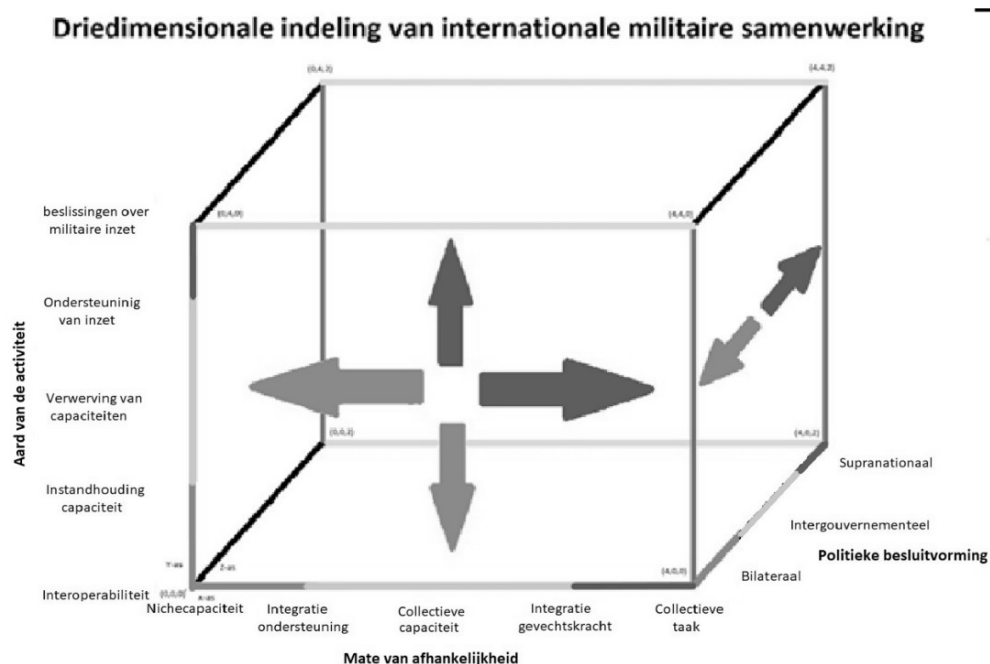 Driedimensionale indeling van internationale militaire samenwerking
(0,4,2)
(4,4,2)
beslissingen over
militaire inzet
(0,4,0)
(4,4,0)
Ondersteuninig
van inzet
Aard van de activiteit
Verwerving van
capaciteiten
(0,0,2)
(4,0,2)
Supranationaal
Instandhouding
capaciteit
Intergouvernementeel
Politieke besluitvorming
Y-as
Z-as
(4,0,0)
Bilateraal
Interoperabiliteit
(0,0,0)
X-as
Nichecapaciteit
Integratie
ondersteuning
Collectieve
capaciteit
Integratie
gevechtskracht
Collectieve
taak
Mate van afhankelijkheid